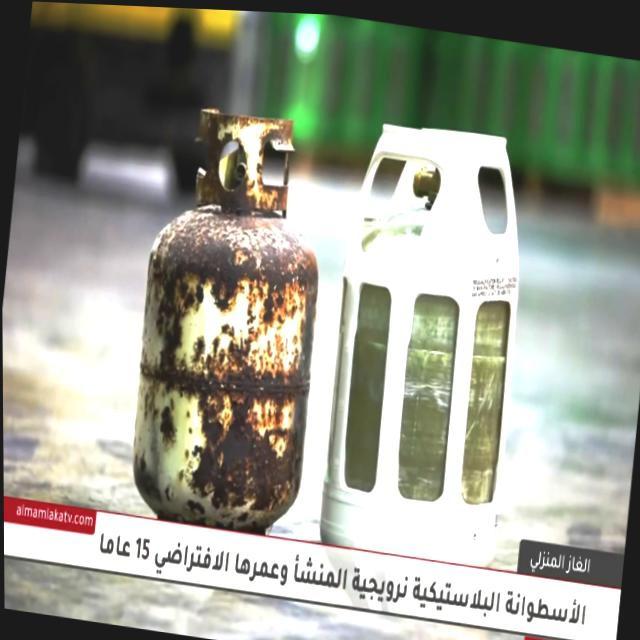 الغاز المنزلي
الأسطوانة البلاستيكية نرويجية المنشأ وعمرها الافتراضي 15 عاما
almamlakatv.com